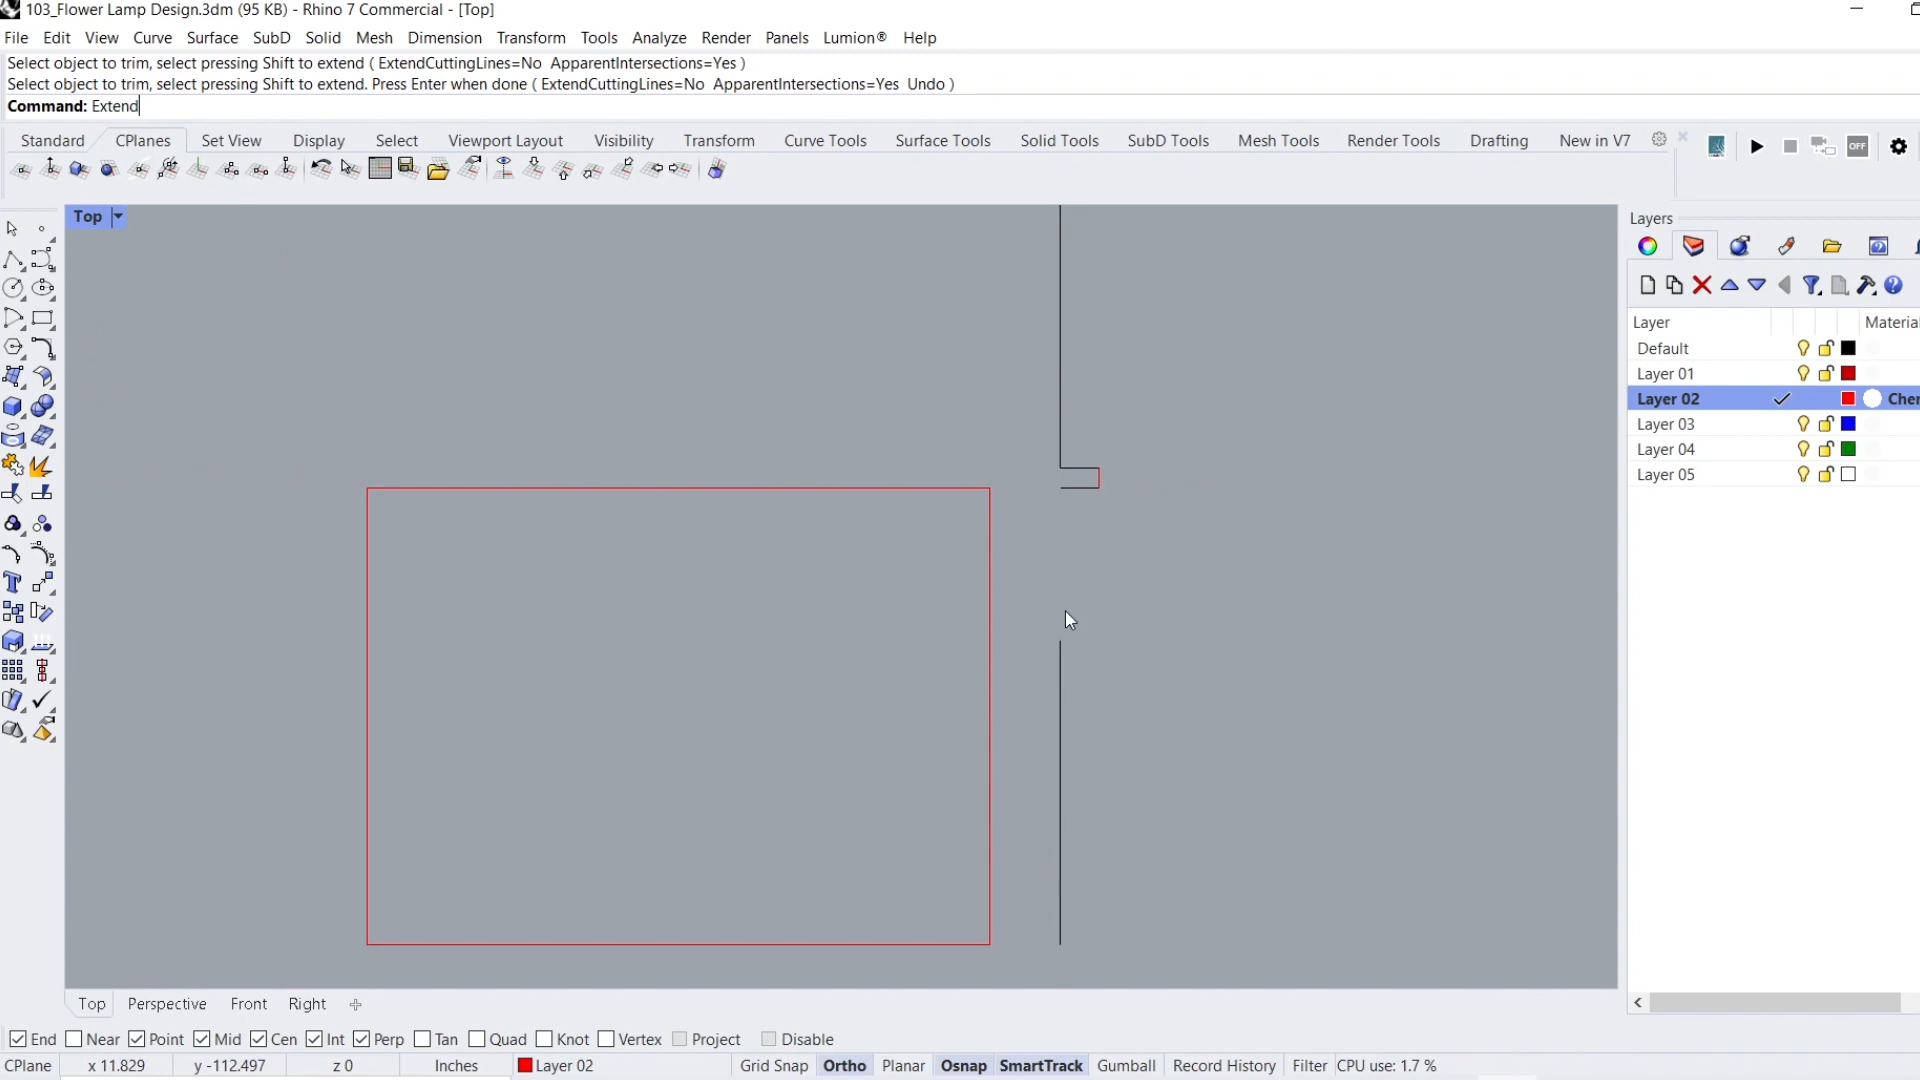 103_Flower Lamp Design.3dm (95 KB) - Rhino 7 Commercial - [Top]
File Edit View Curve Surface SubD Solid Mesh Dimension Transform Tools Analyze Render Panels Lumion® Help
Select object to trim, select pressing Shift to extend ( ExtendCuttingLines=No ApparentIntersections=Yes )
Select object to trim, select pressing Shift to extend. Press Enter when done ( ExtendCuttingLines=No ApparentIntersections=Yes Undo )
Command: Extend
Standard CPlanes Set View Display Select Viewport Layout Visibility Transform Curve Tools Surface Tools Solid Tools SubD Tools Mesh Tools Render Tools Drafting New in V7 OFF
Top
Layers
Layer Material
Default
Layer 01
Layer 02 Cher
Layer 03
Layer 04
Layer 05
Top Perspective Front Right
End Near Point Mid Cen Int Perp Tan Quad Knot Vertex Project Disable
CPlane x 11.829 y -112.497 z 0 Inches Layer 02 Grid Snap Ortho Planar Osnap SmartTrack Gumball Record History Filter CPU use: 1.7 %